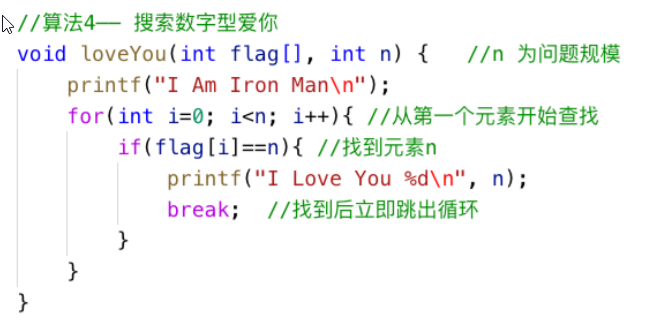 //算法4—— 搜索数字型爱你
void loveYou(int flag[], int n) {   //n 为问题规模
    printf("I Am Iron Man\n");
    for(int i=0; i<n; i++){ //从第一个元素开始查找
        if(flag[i]==n){ //找到元素n
            printf("I Love You %d\n", n);
            break;  //找到后立即跳出循环
        }
    }
}